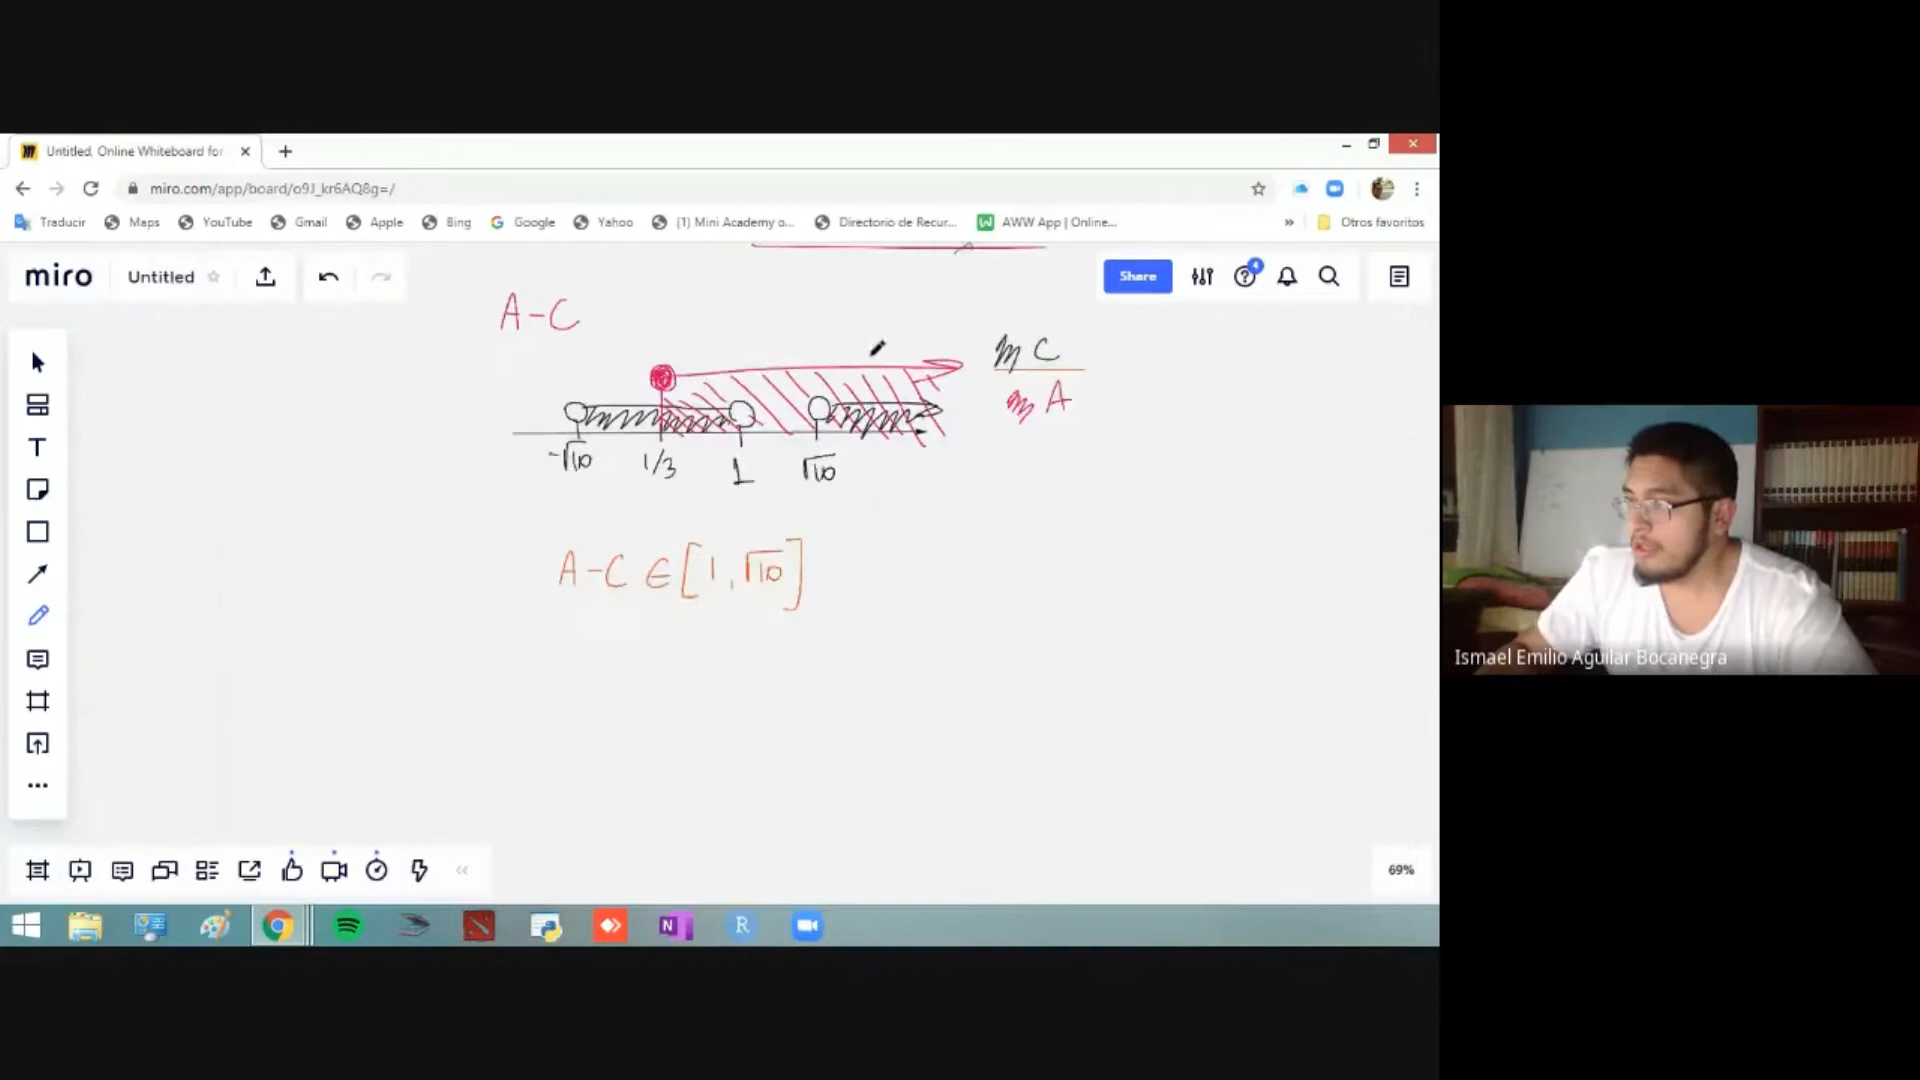 Untitled, Online Whiteboard for
miro.com/app/board/o9J_kr6AQ8g=/
Traducir Maps YouTube Gmail Apple Bing Google Yahoo (1) Mini Academy o... Directorio de Recur... AWW App | Online... » Otros favoritos
miro Untitled Share 4
A-C
C
A
-√10 1/3 1 √10
A-C ∈ [1, √10]
Ismael Emilio Aguilar Bocanegra
69%